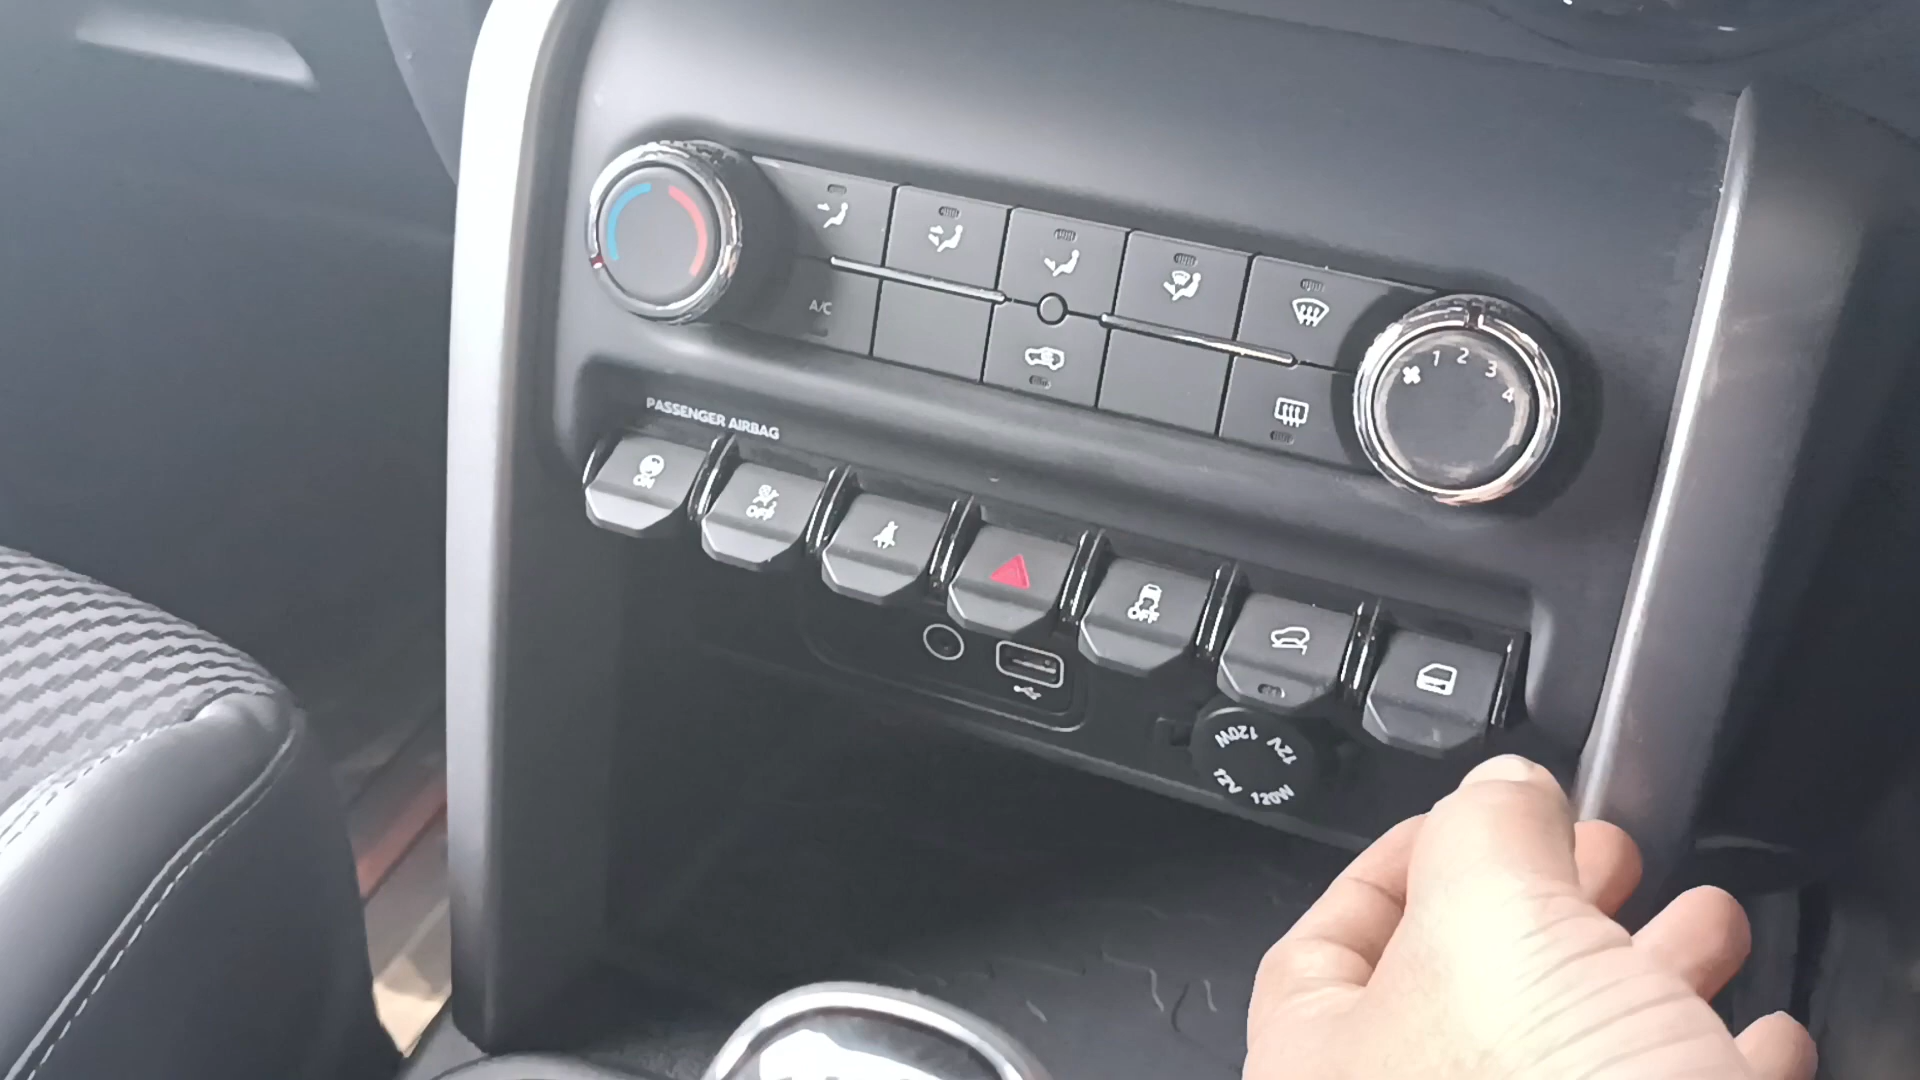 A/C
1 2 3 4
PASSENGER AIRBAG
ON
OFF
OFF
120W 12V
12V 120W